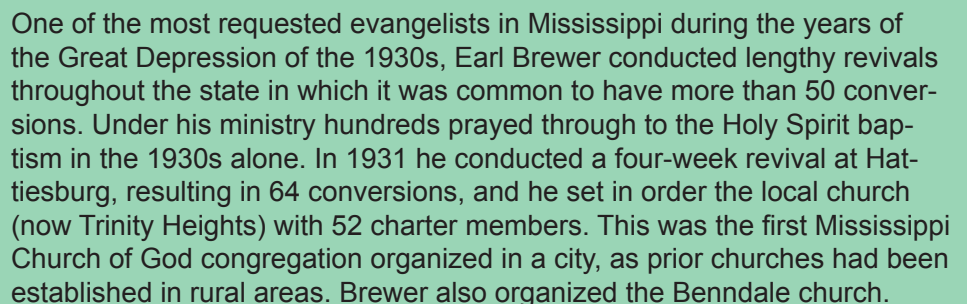 One of the most requested evangelists in Mississippi during the years of
the Great Depression of the 1930s, Earl Brewer conducted lengthy revivals
throughout the state in which it was common to have more than 50 conver-
sions. Under his ministry hundreds prayed through to the Holy Spirit bap-
tism in the 1930s alone. In 1931 he conducted a four-week revival at Hat-
tiesburg, resulting in 64 conversions, and he set in order the local church
(now Trinity Heights) with 52 charter members. This was the first Mississippi
Church of God congregation organized in a city, as prior churches had been
established in rural areas. Brewer also organized the Benndale church.